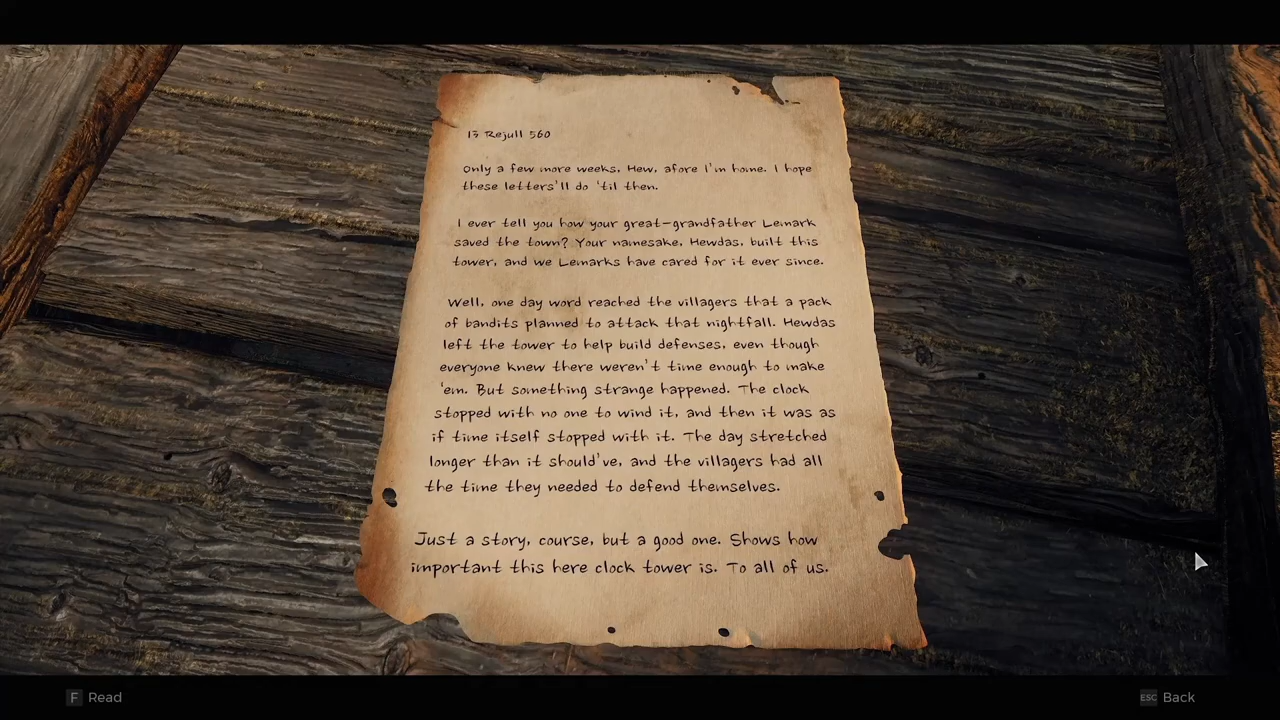 13 Rejull 560
Only a few more weeks, Hew, afore I'm home. I hope
these letters'll do 'til then.
I ever tell you how your great-grandfather Lemark
saved the town? Your namesake, Hewdas, built this
tower, and we Lemarks have cared for it ever since.
Well, one day word reached the villagers that a pack
of bandits planned to attack that nightfall. Hewdas
left the tower to help build defenses, even though
everyone knew there weren't time enough to make
'em. But something strange happened. The clock
stopped with no one to wind it, and then it was as
if time itself stopped with it. The day stretched
longer than it should've, and the villagers had all
the time they needed to defend themselves.
Just a story, course, but a good one. Shows how
important this here clock tower is. To all of us.
F Read
ESC Back